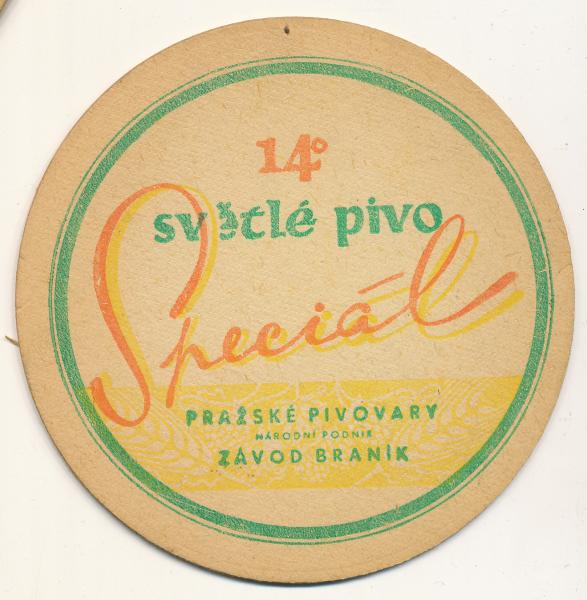 14°
světlé pivo
Speciál
PRAŽSKÉ PIVOVARY
NÁRODNÍ PODNIK
ZÁVOD BRANÍK